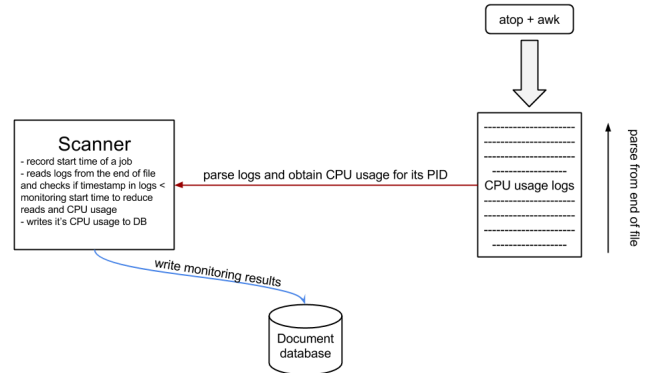 atop + awk
Scanner
- record start time of a job
- reads logs from the end of file
and checks if timestamp in logs <
monitoring start time to reduce
reads and CPU usage
- writes it's CPU usage to DB
parse logs and obtain CPU usage for its PID
CPU usage logs
parse from end of file
write monitoring results
Document
database